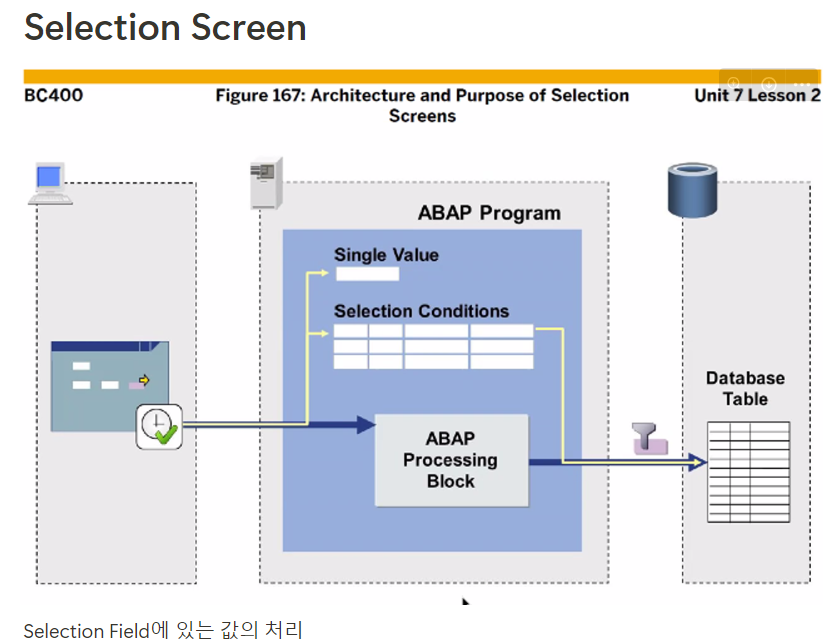 Selection Screen
BC400
Figure 167: Architecture and Purpose of Selection
Screens
Unit 7 Lesson 2
ABAP Program
Single Value
Selection Conditions
ABAP
Processing
Block
Database
Table
Selection Field에 있는 값의 처리